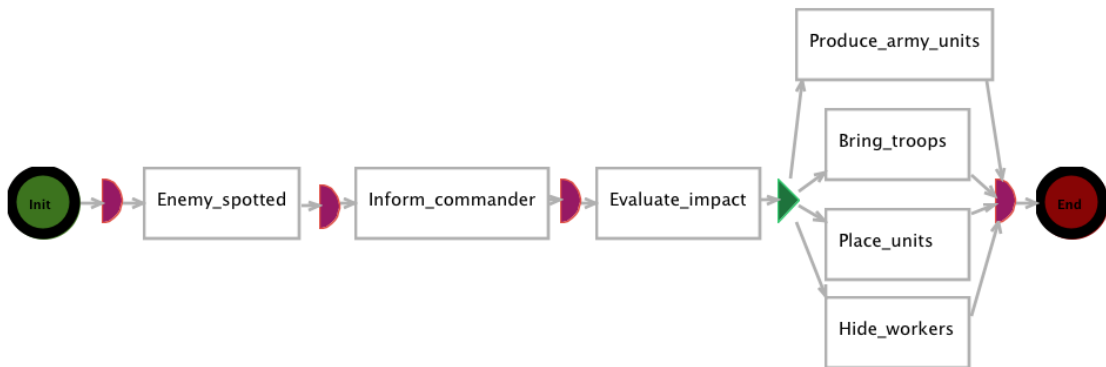 Init
Enemy_spotted
Inform_commander
Evaluate_impact
Produce_army_units
Bring_troops
Place_units
Hide_workers
End